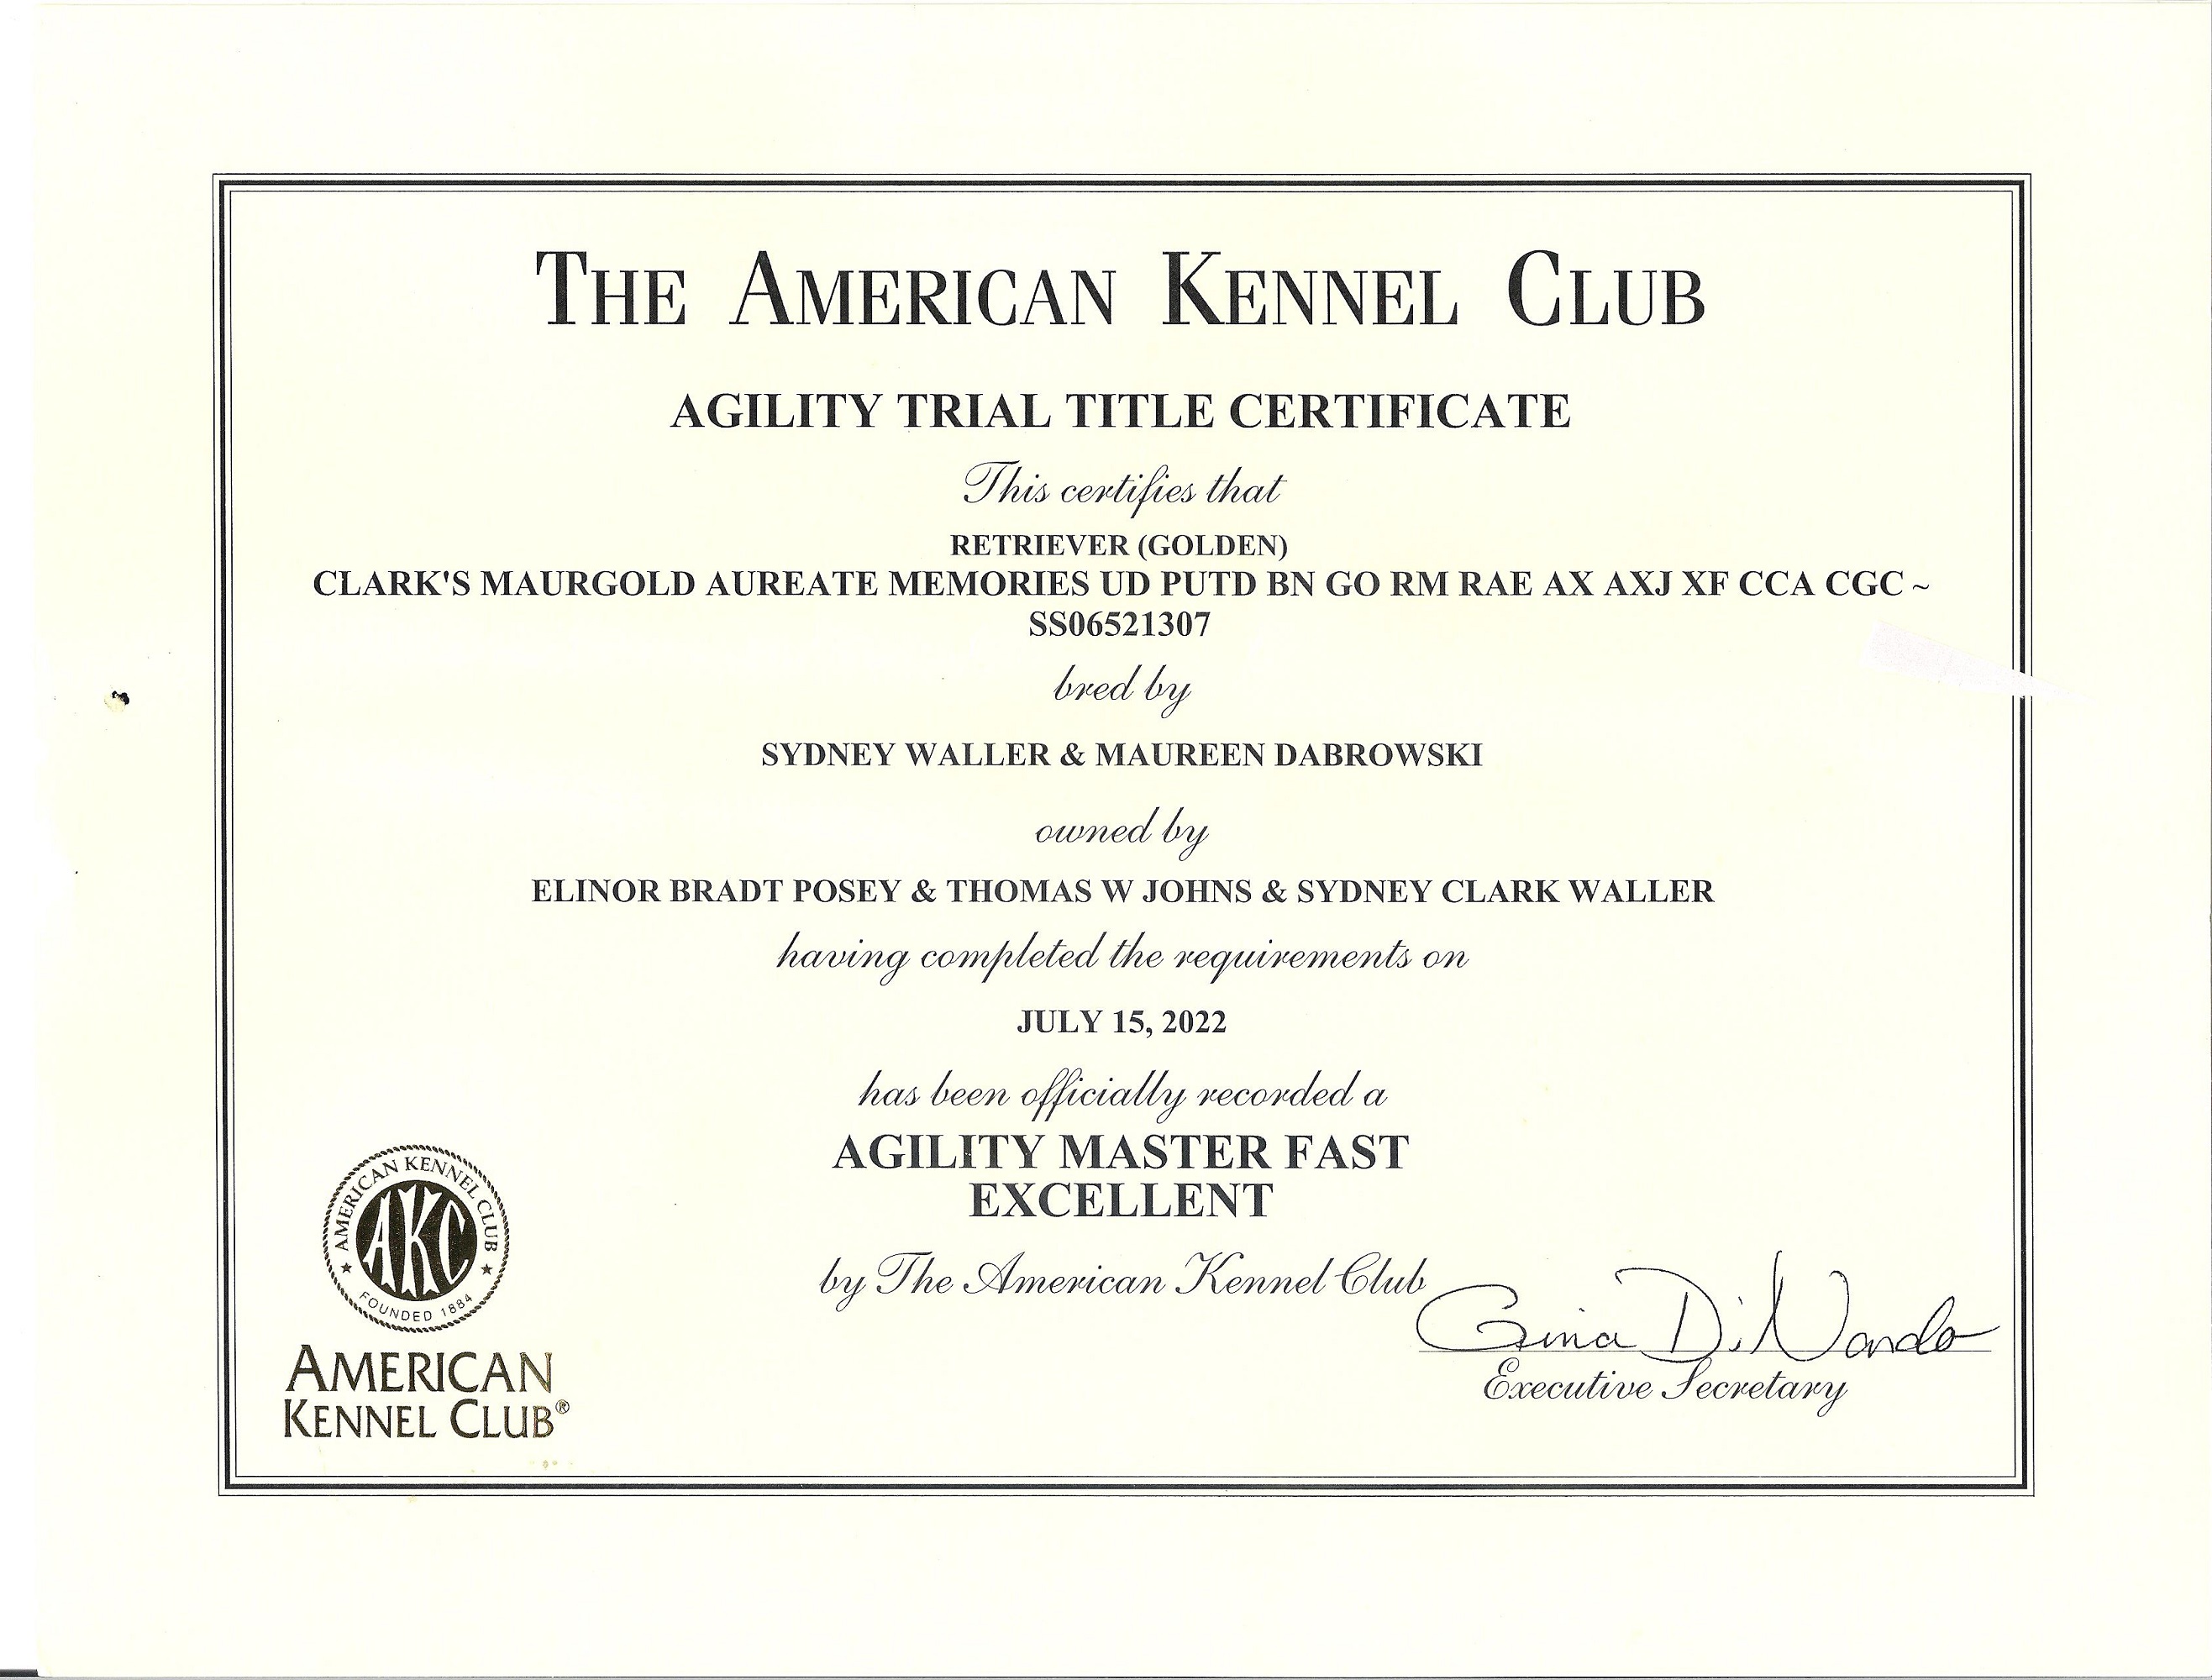 THE AMERICAN KENNEL CLUB
AGILITY TRIAL TITLE CERTIFICATE
This certifies that
RETRIEVER (GOLDEN)
CLARK'S MAURGOLD AUREATE MEMORIES UD PUTD BN GO RM RAE AX AXJ XF CCA CGC ~
SS06521307
bred by
SYDNEY WALLER & MAUREEN DABROWSKI
owned by
ELINOR BRADT POSEY & THOMAS W JOHNS & SYDNEY CLARK WALLER
having completed the requirements on
JULY 15, 2022
has been officially recorded a
AGILITY MASTER FAST
EXCELLENT
by The American Kennel Club
Gina DiNardo
Executive Secretary
AMERICAN KENNEL CLUB
AKC
FOUNDED 1884
AMERICAN
KENNEL CLUB®